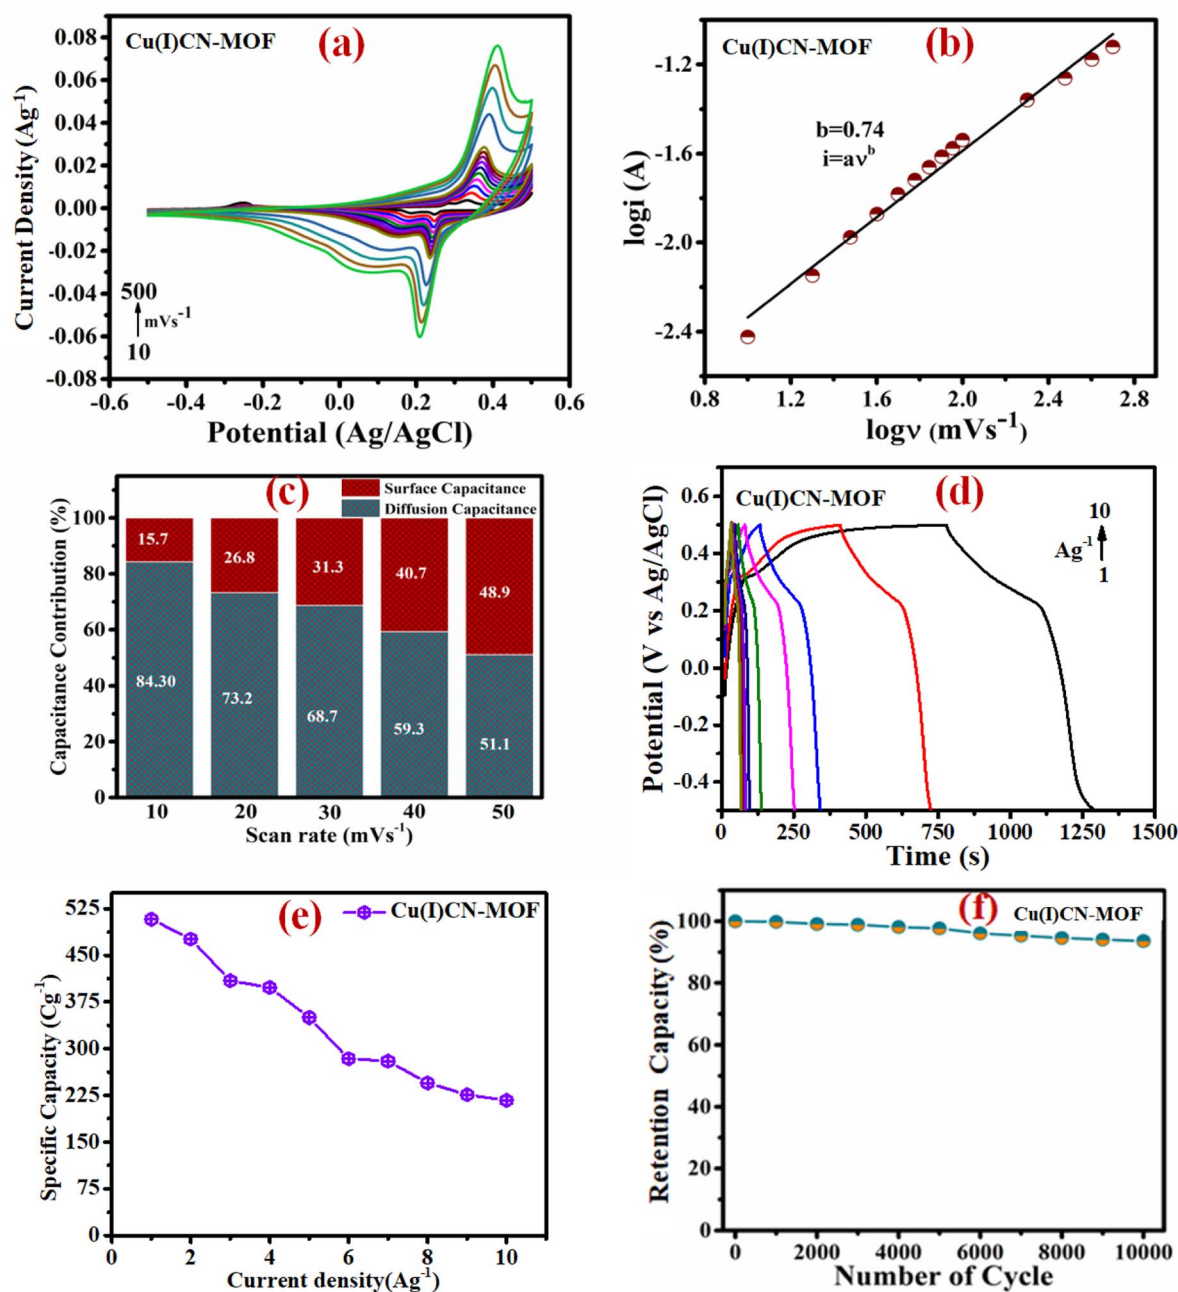 Cu(I)CN-MOF
(a)
Current Density (Ag⁻¹)
0.08
0.06
0.04
0.02
0.00
-0.02
-0.04
-0.06
-0.08
500
mVs⁻¹
10
-0.6 -0.4 -0.2 0.0 0.2 0.4 0.6
Potential (Ag/AgCl)
Cu(I)CN-MOF
(b)
logi (A)
-1.2
-1.6
-2.0
-2.4
b=0.74
i=aνᵇ
0.8 1.2 1.6 2.0 2.4 2.8
logν (mVs⁻¹)
(c)
Surface Capacitance
Diffusion Capacitance
Capacitance Contribution (%)
100
80
60
40
20
0
15.7 26.8 31.3 40.7 48.9
84.30 73.2 68.7 59.3 51.1
10 20 30 40 50
Scan rate (mVs⁻¹)
Cu(I)CN-MOF
(d)
Potential (V vs Ag/AgCl)
0.6
0.4
0.2
0.0
-0.2
-0.4
10
Ag⁻¹
1
0 250 500 750 1000 1250 1500
Time (s)
(e)
Cu(I)CN-MOF
Specific Capacity (Cg⁻¹)
525
450
375
300
225
150
75
0
0 2 4 6 8 10
Current density(Ag⁻¹)
(f)
Cu(I)CN-MOF
Retention Capacity (%)
100
80
60
40
20
0
0 2000 4000 6000 8000 10000
Number of Cycle